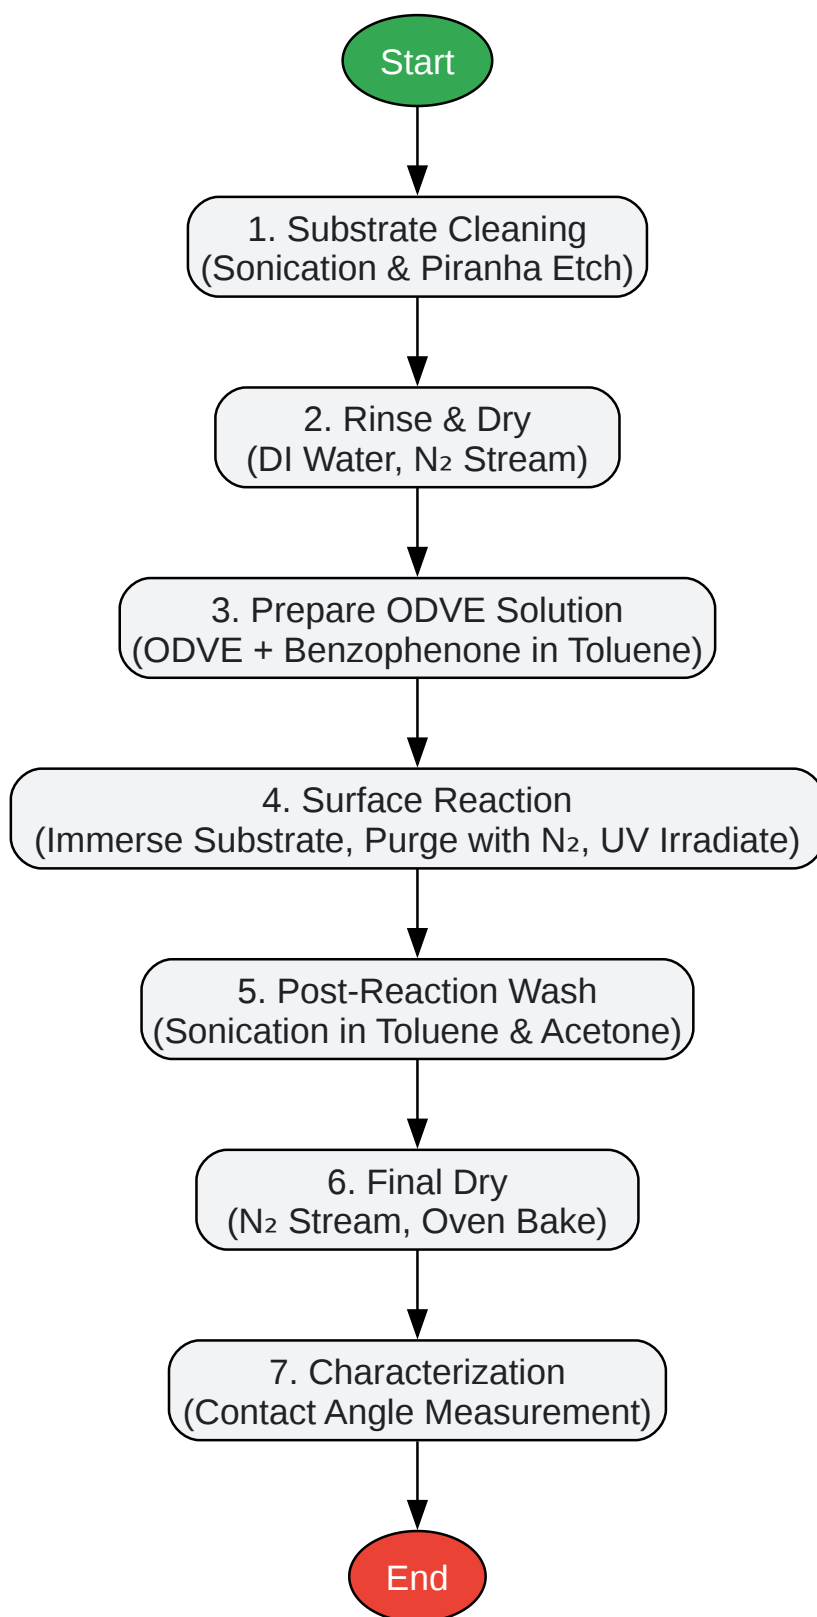 Start
1. Substrate Cleaning
(Sonication & Piranha Etch)
2. Rinse & Dry
(DI Water, N₂ Stream)
3. Prepare ODVE Solution
(ODVE + Benzophenone in Toluene)
4. Surface Reaction
(Immerse Substrate, Purge with N₂, UV Irradiate)
5. Post-Reaction Wash
(Sonication in Toluene & Acetone)
6. Final Dry
(N₂ Stream, Oven Bake)
7. Characterization
(Contact Angle Measurement)
End